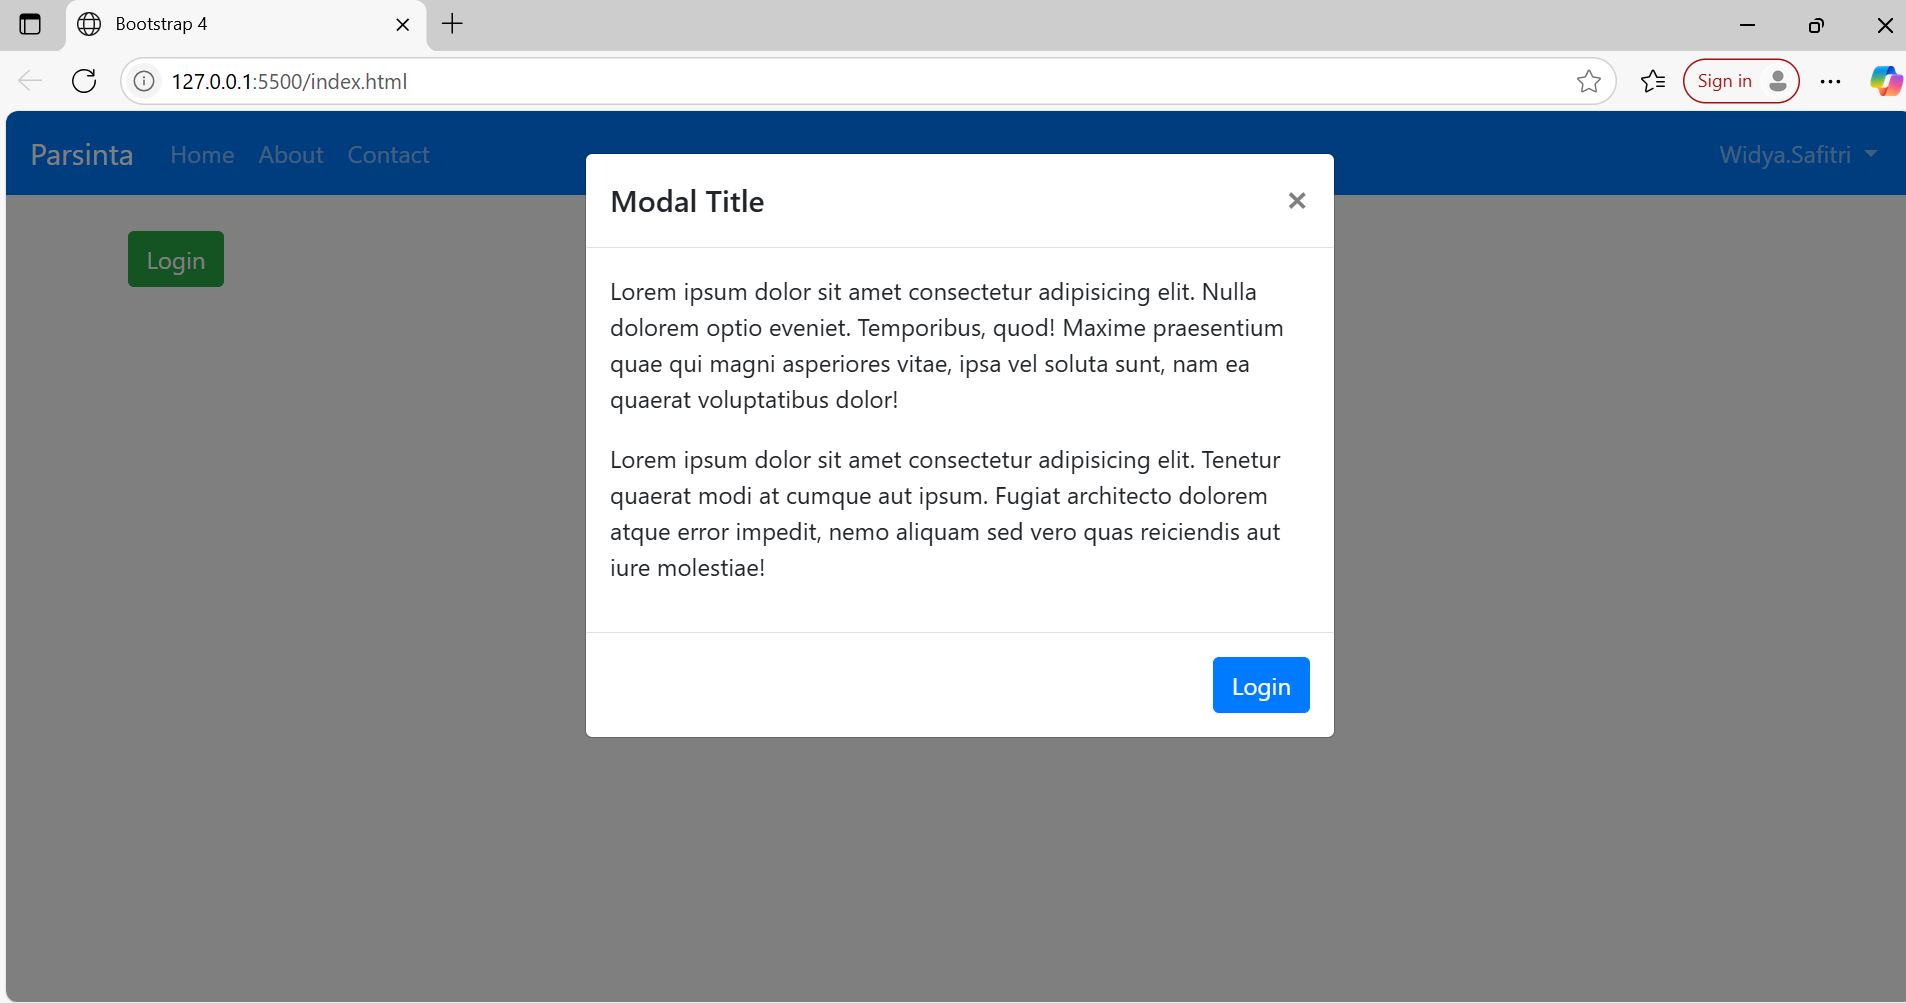 Bootstrap 4
127.0.0.1:5500/index.html
Sign in
Parsinta Home About Contact Widya.Safitri
Login
Modal Title ×
Lorem ipsum dolor sit amet consectetur adipisicing elit. Nulla
dolorem optio eveniet. Temporibus, quod! Maxime praesentium
quae qui magni asperiores vitae, ipsa vel soluta sunt, nam ea
quaerat voluptatibus dolor!
Lorem ipsum dolor sit amet consectetur adipisicing elit. Tenetur
quaerat modi at cumque aut ipsum. Fugiat architecto dolorem
atque error impedit, nemo aliquam sed vero quas reiciendis aut
iure molestiae!
Login